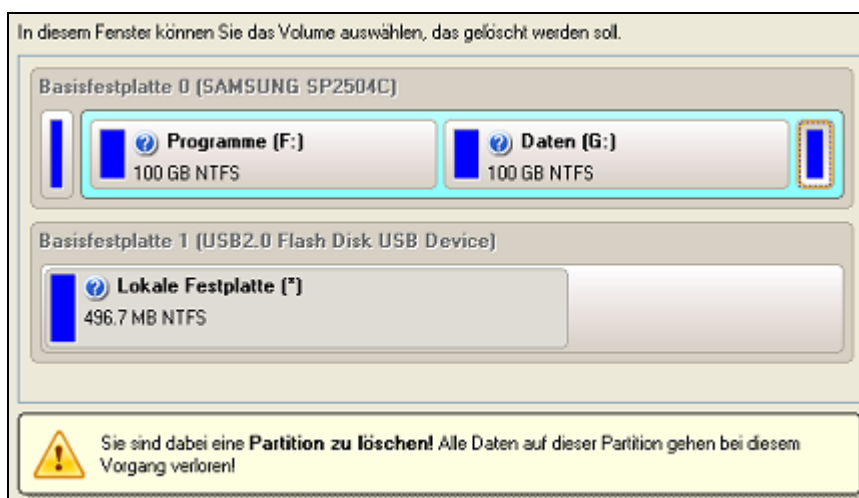 In diesem Fenster können Sie das Volume auswählen, das gelöscht werden soll.
Basisfestplatte 0 (SAMSUNG SP2504C)
Programme (F:)
100 GB NTFS
Daten (G:)
100 GB NTFS
Basisfestplatte 1 (USB2.0 Flash Disk USB Device)
Lokale Festplatte (*)
496.7 MB NTFS
Sie sind dabei eine Partition zu löschen! Alle Daten auf dieser Partition gehen bei diesem
Vorgang verloren!